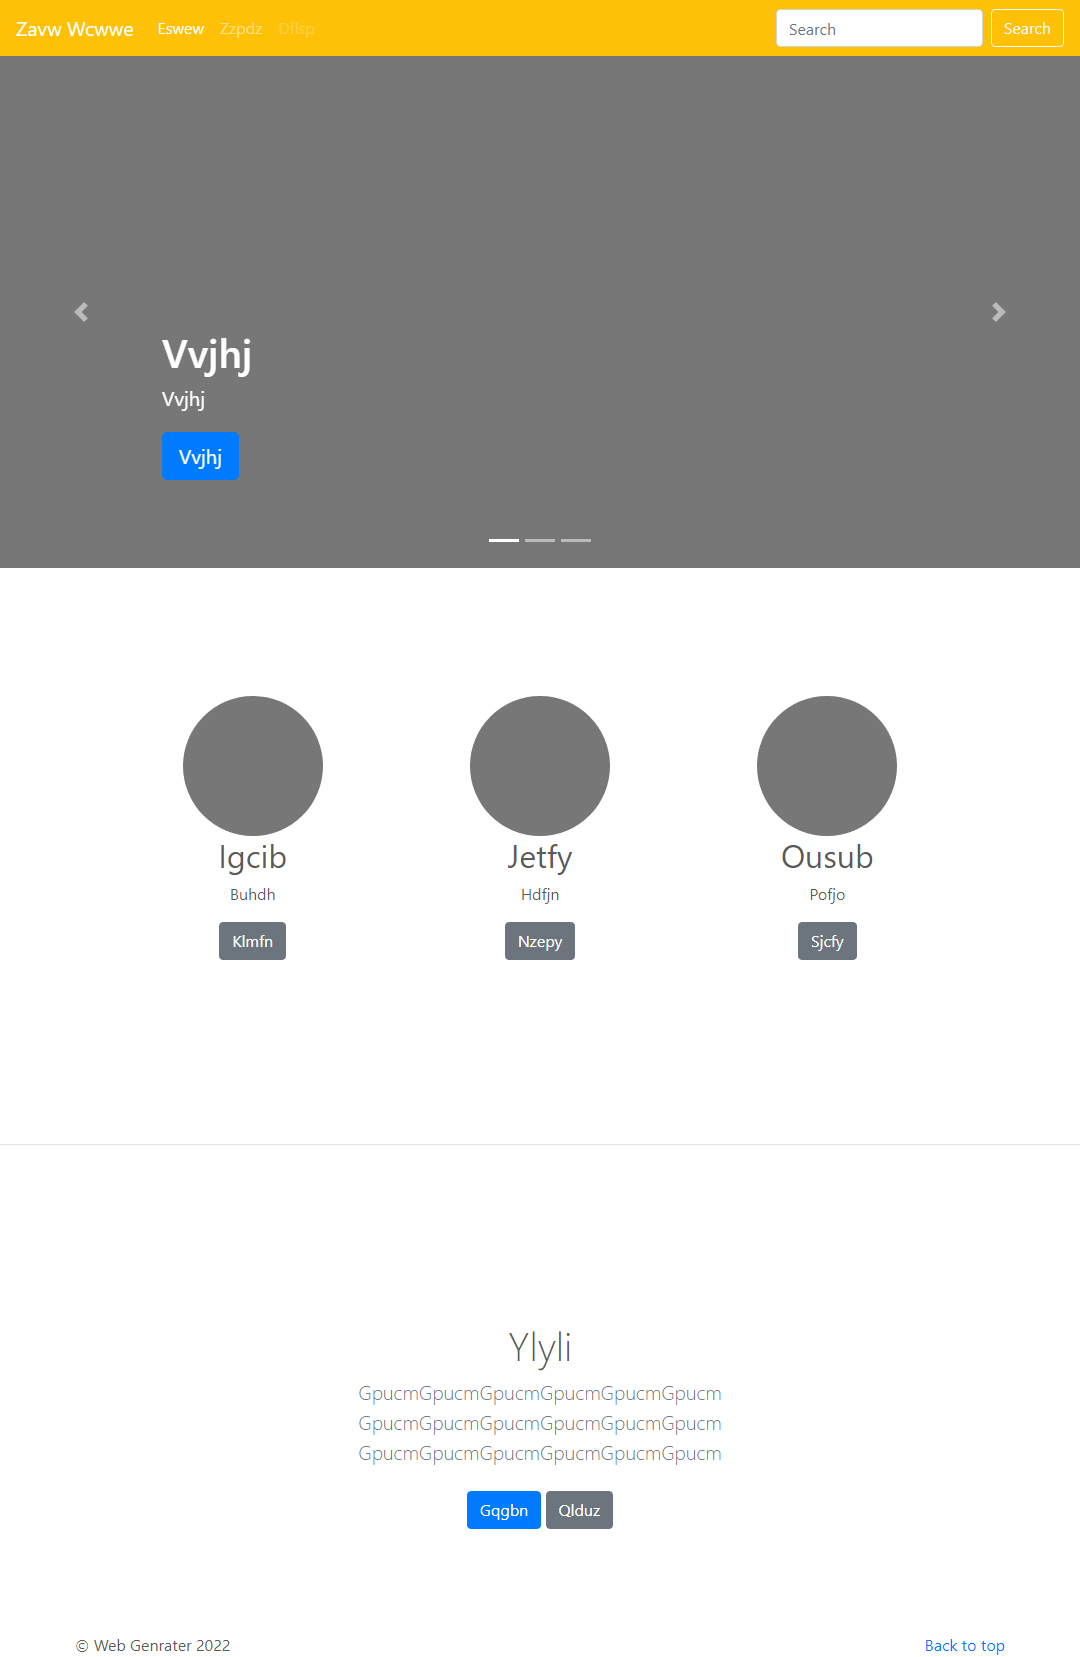 Zavw Wcwwe Eswew Zzpdz Dflsp Search Search
Vvjhj
Vvjhj
Vvjhj
Igcib Jetfy Ousub
Buhdh Hdfjn Pofjo
Klmfn Nzepy Sjcfy
Ylyli
GpucmGpucmGpucmGpucmGpucmGpucm
GpucmGpucmGpucmGpucmGpucmGpucm
GpucmGpucmGpucmGpucmGpucmGpucm
Gqgbn Qlduz
© Web Genrater 2022 Back to top